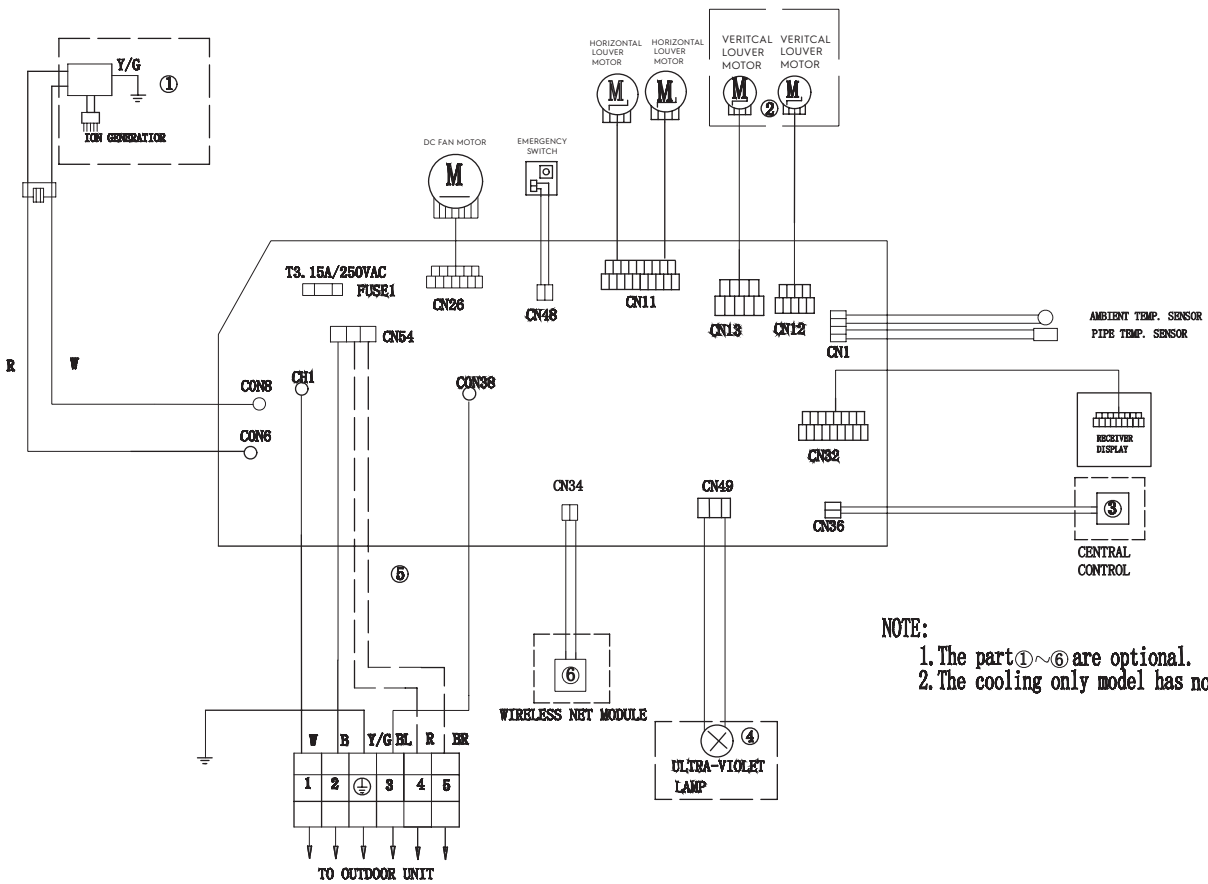 Y/G
①
ION GENERATIOR
HORIZONTAL
LOUVER
MOTOR
M
HORIZONTAL
LOUVER
MOTOR
M
VERITCAL
LOUVER
MOTOR
M
VERITCAL
LOUVER
MOTOR
M
②
DC FAN MOTOR
M
EMERGENCY
SWITCH
T3. 15A/250VAC
FUSE1
CN26
CN48
CN11
CN13
CN12
CN1
AMBIENT TEMP. SENSOR
PIPE TEMP. SENSOR
CN54
R
W
CON8
CH1
CON38
CON6
CN32
RECEIVER
DISPLAY
CN34
CN49
CN36
③
CENTRAL
CONTROL
⑤
⑥
WIRELESS NET MODULE
④
ULTRA-VIOLET
LAMP
NOTE:
1. The part①~⑥ are optional.
2. The cooling only model has no
W B Y/G BL R BR
1 2 3 4 5
TO OUTDOOR UNIT